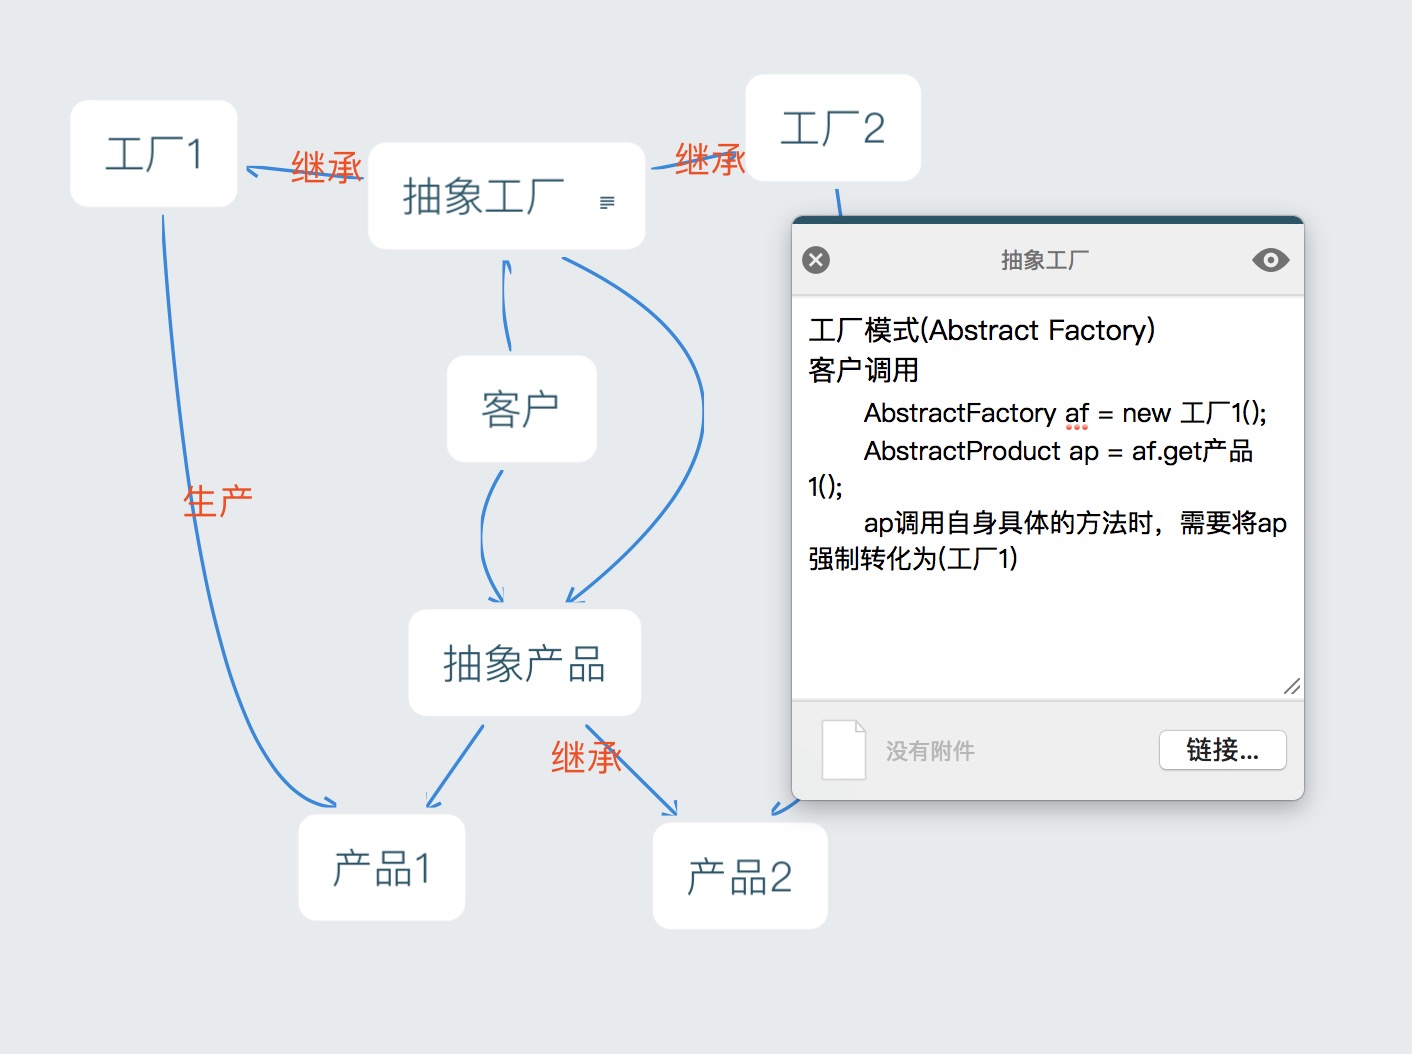 工厂1
继承
抽象工厂
继承
工厂2
客户
生产
抽象产品
继承
产品1
产品2
抽象工厂
工厂模式(Abstract Factory)
客户调用
AbstractFactory af = new 工厂1();
AbstractProduct ap = af.get产品
1();
ap调用自身具体的方法时，需要将ap
强制转化为(工厂1)
没有附件
链接...